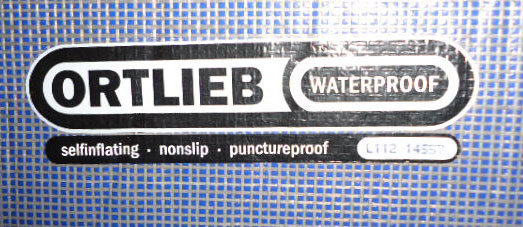 ORTLIEB WATERPROOF
selfinflating · nonslip · punctureproof